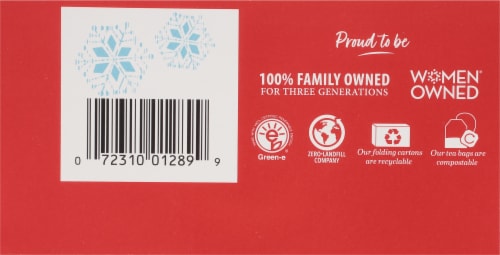 Proud to be
100% FAMILY OWNED
FOR THREE GENERATIONS
WOMEN
OWNED
Green-e
ZERO-LANDFILL
COMPANY
Our folding cartons
are recyclable
Our tea bags are
compostable
0 72310 01289 9